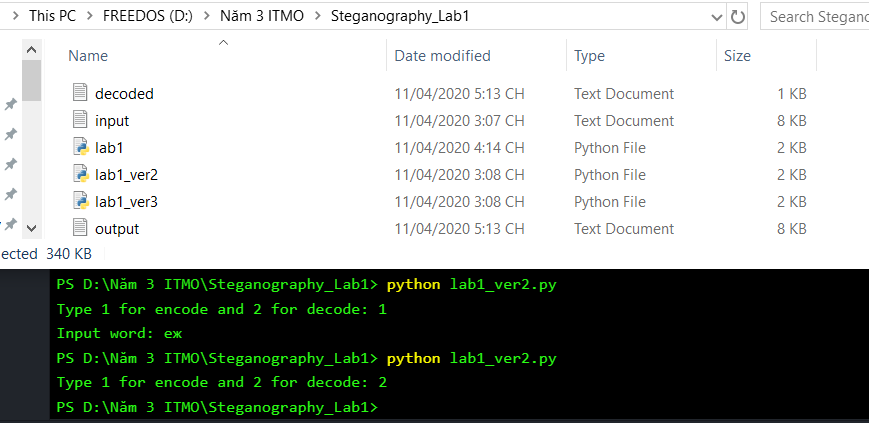 This PC > FREEDOS (D:) > Năm 3 ITMO > Steganography_Lab1 Search Stegano
Name Date modified Type Size
decoded 11/04/2020 5:13 CH Text Document 1 KB
input 11/04/2020 3:07 CH Text Document 8 KB
lab1 11/04/2020 4:14 CH Python File 2 KB
lab1_ver2 11/04/2020 3:08 CH Python File 2 KB
lab1_ver3 11/04/2020 3:08 CH Python File 2 KB
output 11/04/2020 5:13 CH Text Document 8 KB
ected 340 KB
PS D:\Năm 3 ITMO\Steganography_Lab1> python lab1_ver2.py
Type 1 for encode and 2 for decode: 1
Input word: еж
PS D:\Năm 3 ITMO\Steganography_Lab1> python lab1_ver2.py
Type 1 for encode and 2 for decode: 2
PS D:\Năm 3 ITMO\Steganography_Lab1>